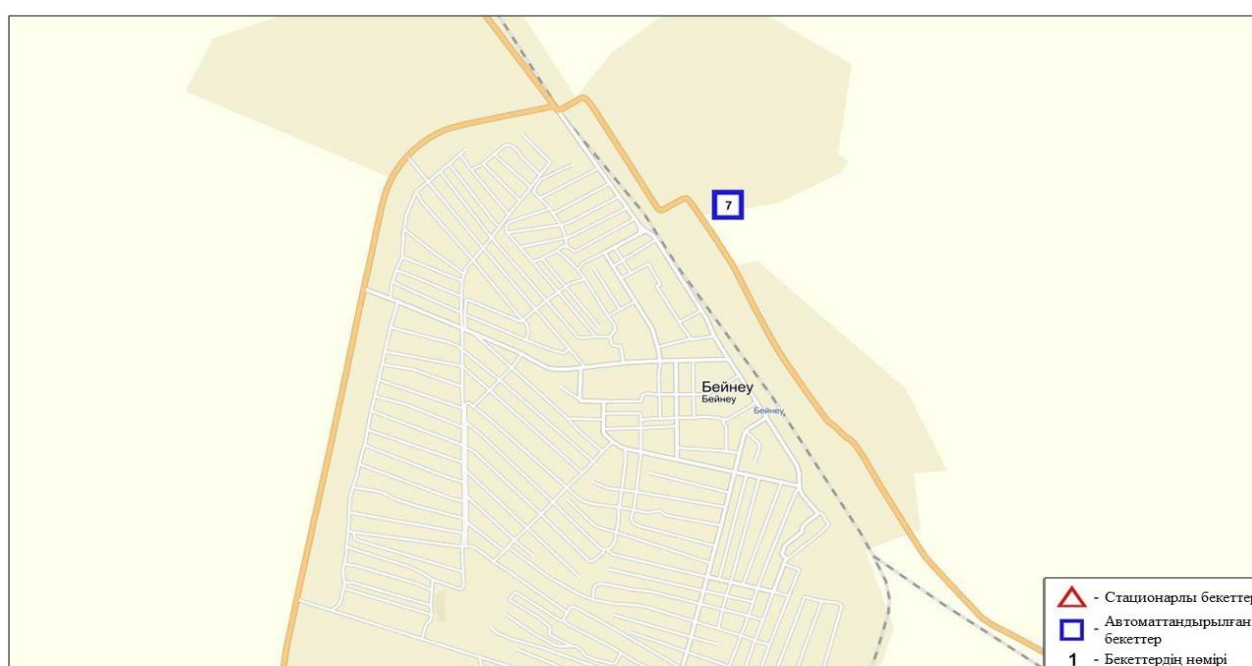 7
Бейнеу
Бейнеу
Бейнеу
- Стационарлы бекеттер
- Автоматтандырылған
бекеттер
1 - Бекеттердің нөмірі